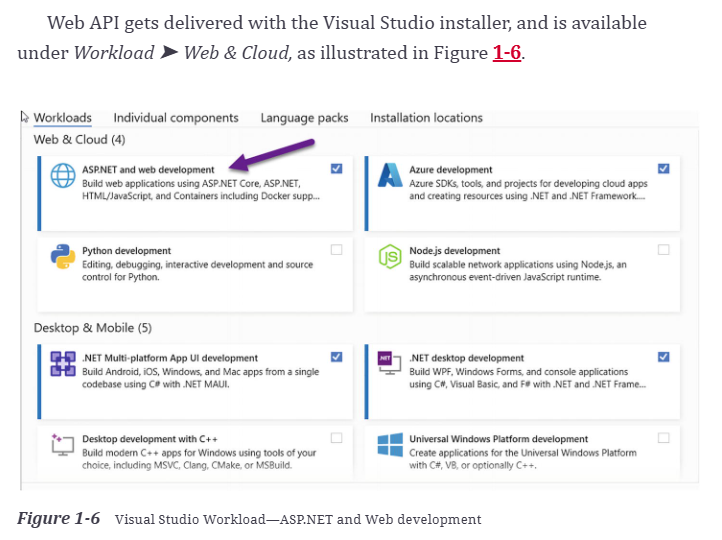 Web API gets delivered with the Visual Studio installer, and is available
under Workload ➤ Web & Cloud, as illustrated in Figure 1-6.
Workloads Individual components Language packs Installation locations
Web & Cloud (4)
ASP.NET and web development
Build web applications using ASP.NET Core, ASP.NET,
HTML/JavaScript, and Containers including Docker supp...
Azure development
Azure SDKs, tools, and projects for developing cloud apps
and creating resources using .NET and .NET Framework....
Python development
Editing, debugging, interactive development and source
control for Python.
JS
Node.js development
Build scalable network applications using Node.js, an
asynchronous event-driven JavaScript runtime.
Desktop & Mobile (5)
.NET Multi-platform App UI development
Build Android, iOS, Windows, and Mac apps from a single
codebase using C# with .NET MAUI.
.NET
.NET desktop development
Build WPF, Windows Forms, and console applications
using C#, Visual Basic, and F# with .NET and .NET Frame...
Desktop development with C++
Build modern C++ apps for Windows using tools of your
choice, including MSVC, Clang, CMake, or MSBuild.
Universal Windows Platform development
Create applications for the Universal Windows Platform
with C#, VB, or optionally C++.
Figure 1-6 Visual Studio Workload—ASP.NET and Web development